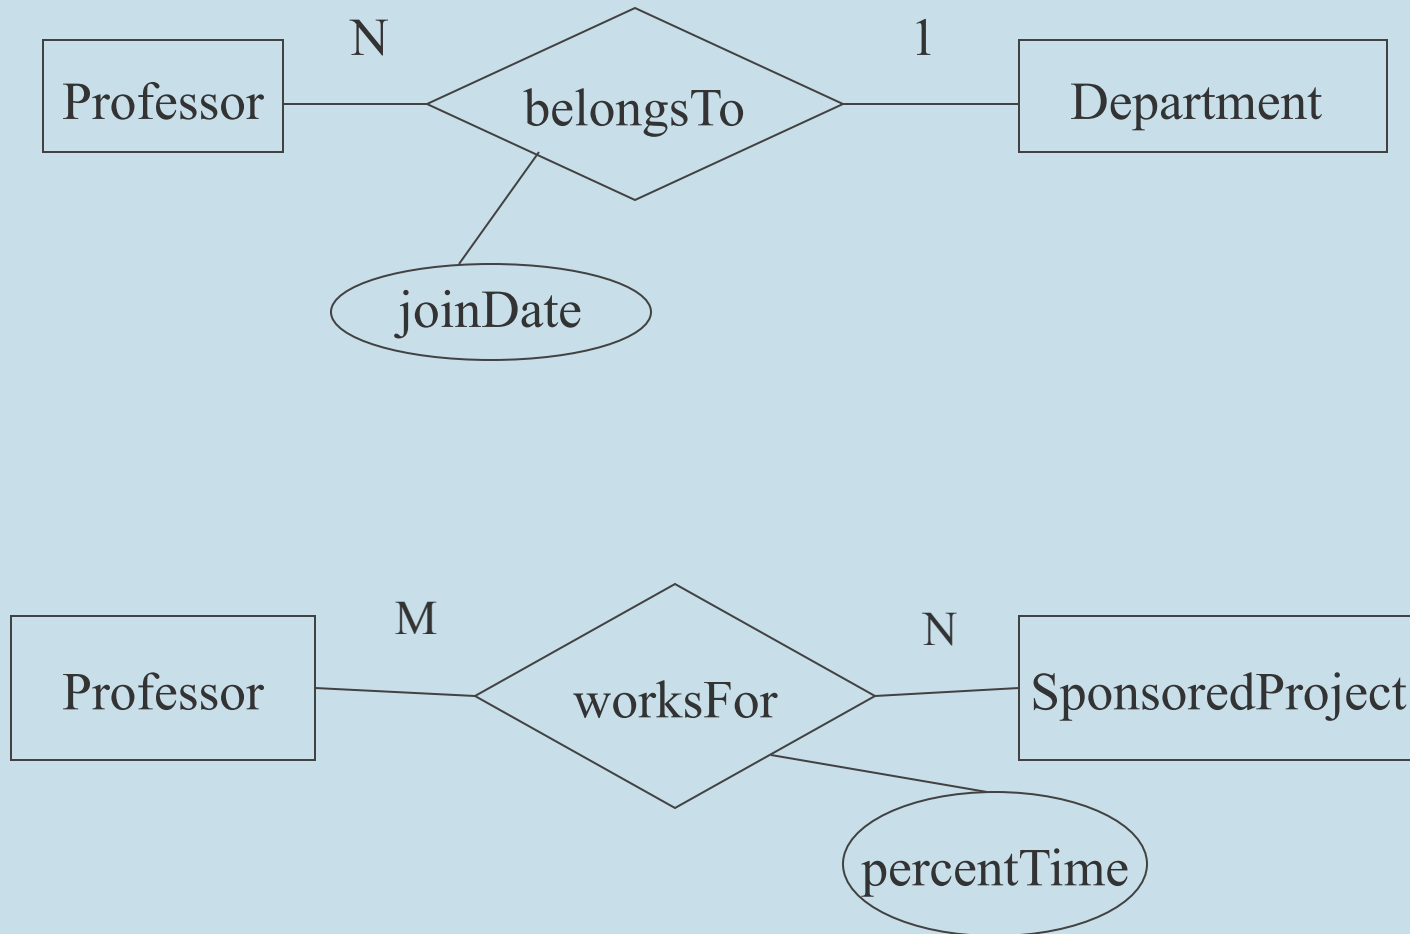 N
1
Professor
belongsTo
Department
joinDate
M
N
Professor
worksFor
SponsoredProject
percentTime